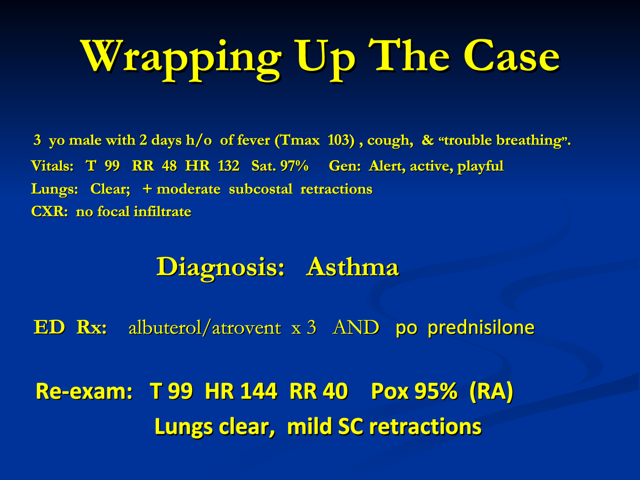 Wrapping Up The Case
3 yo male with 2 days h/o of fever (Tmax 103) , cough, & “trouble breathing”.
Vitals: T 99 RR 48 HR 132 Sat. 97% Gen: Alert, active, playful
Lungs: Clear; + moderate subcostal retractions
CXR: no focal infiltrate
Diagnosis: Asthma
ED Rx: albuterol/atrovent x 3 AND po prednisilone
Re-exam: T 99 HR 144 RR 40 Pox 95% (RA)
Lungs clear, mild SC retractions